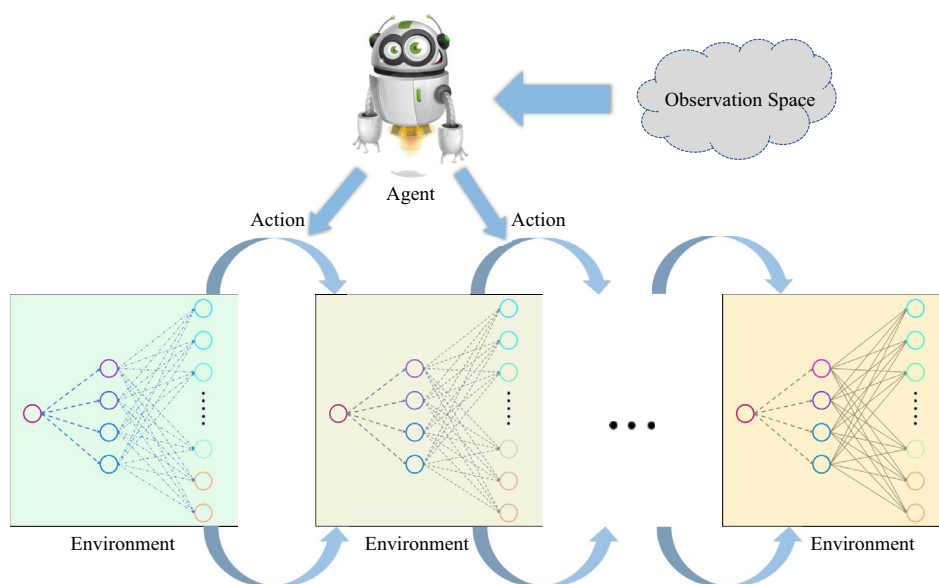 Observation Space
Agent
Action
Action
Environment
Environment
Environment